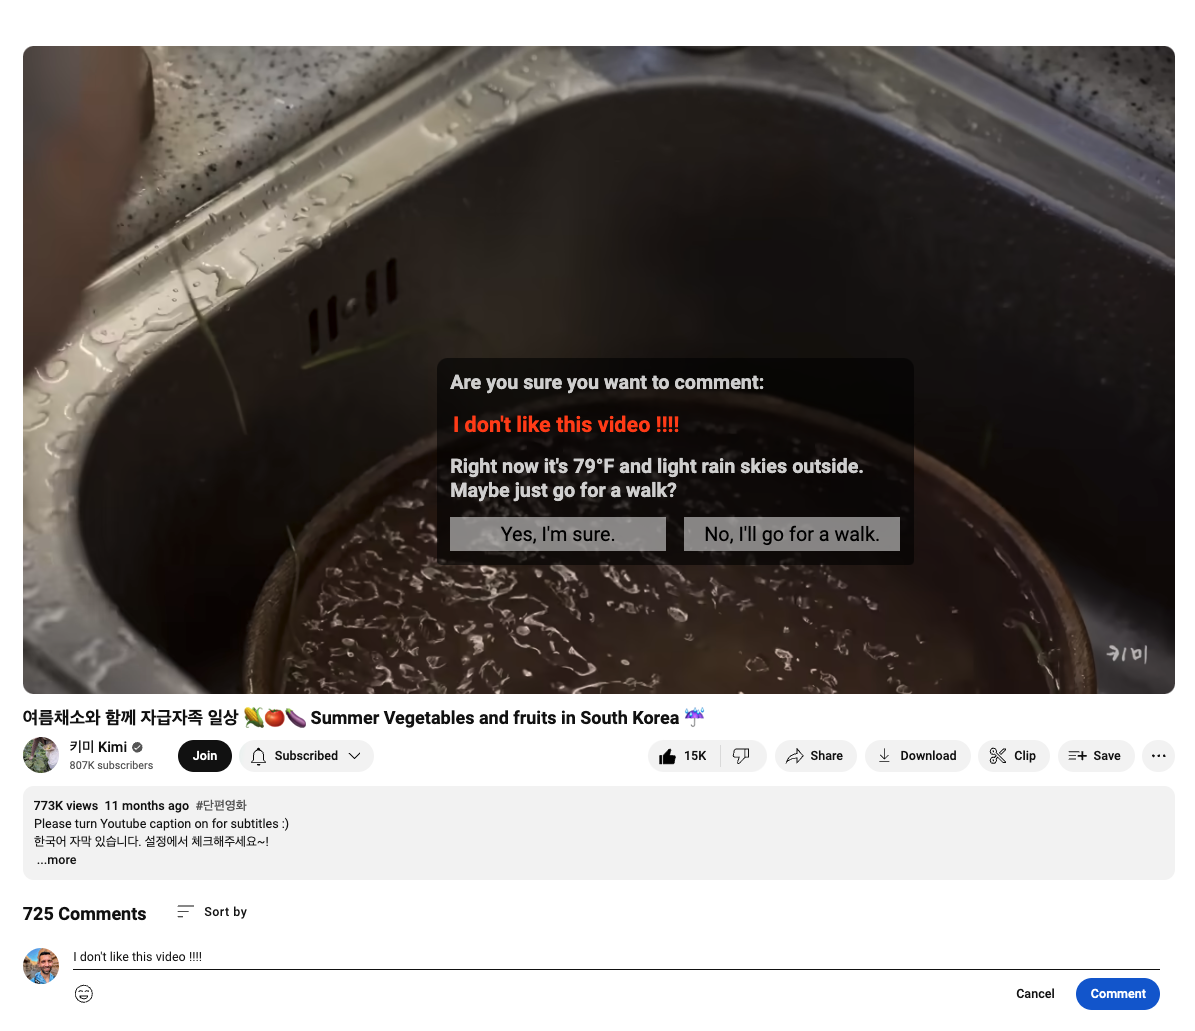 Are you sure you want to comment:
I don't like this video !!!!
Right now it's 79°F and light rain skies outside.
Maybe just go for a walk?
Yes, I'm sure.
No, I'll go for a walk.
키미
여름채소와 함께 자급자족 일상 🌽🍅🍆 Summer Vegetables and fruits in South Korea ☔
키미 Kimi
807K subscribers
Join
Subscribed
15K
Share
Download
Clip
Save
773K views 11 months ago #단편영화
Please turn Youtube caption on for subtitles :)
한국어 자막 있습니다. 설정에서 체크해주세요~!
...more
725 Comments
Sort by
I don't like this video !!!!
Cancel
Comment